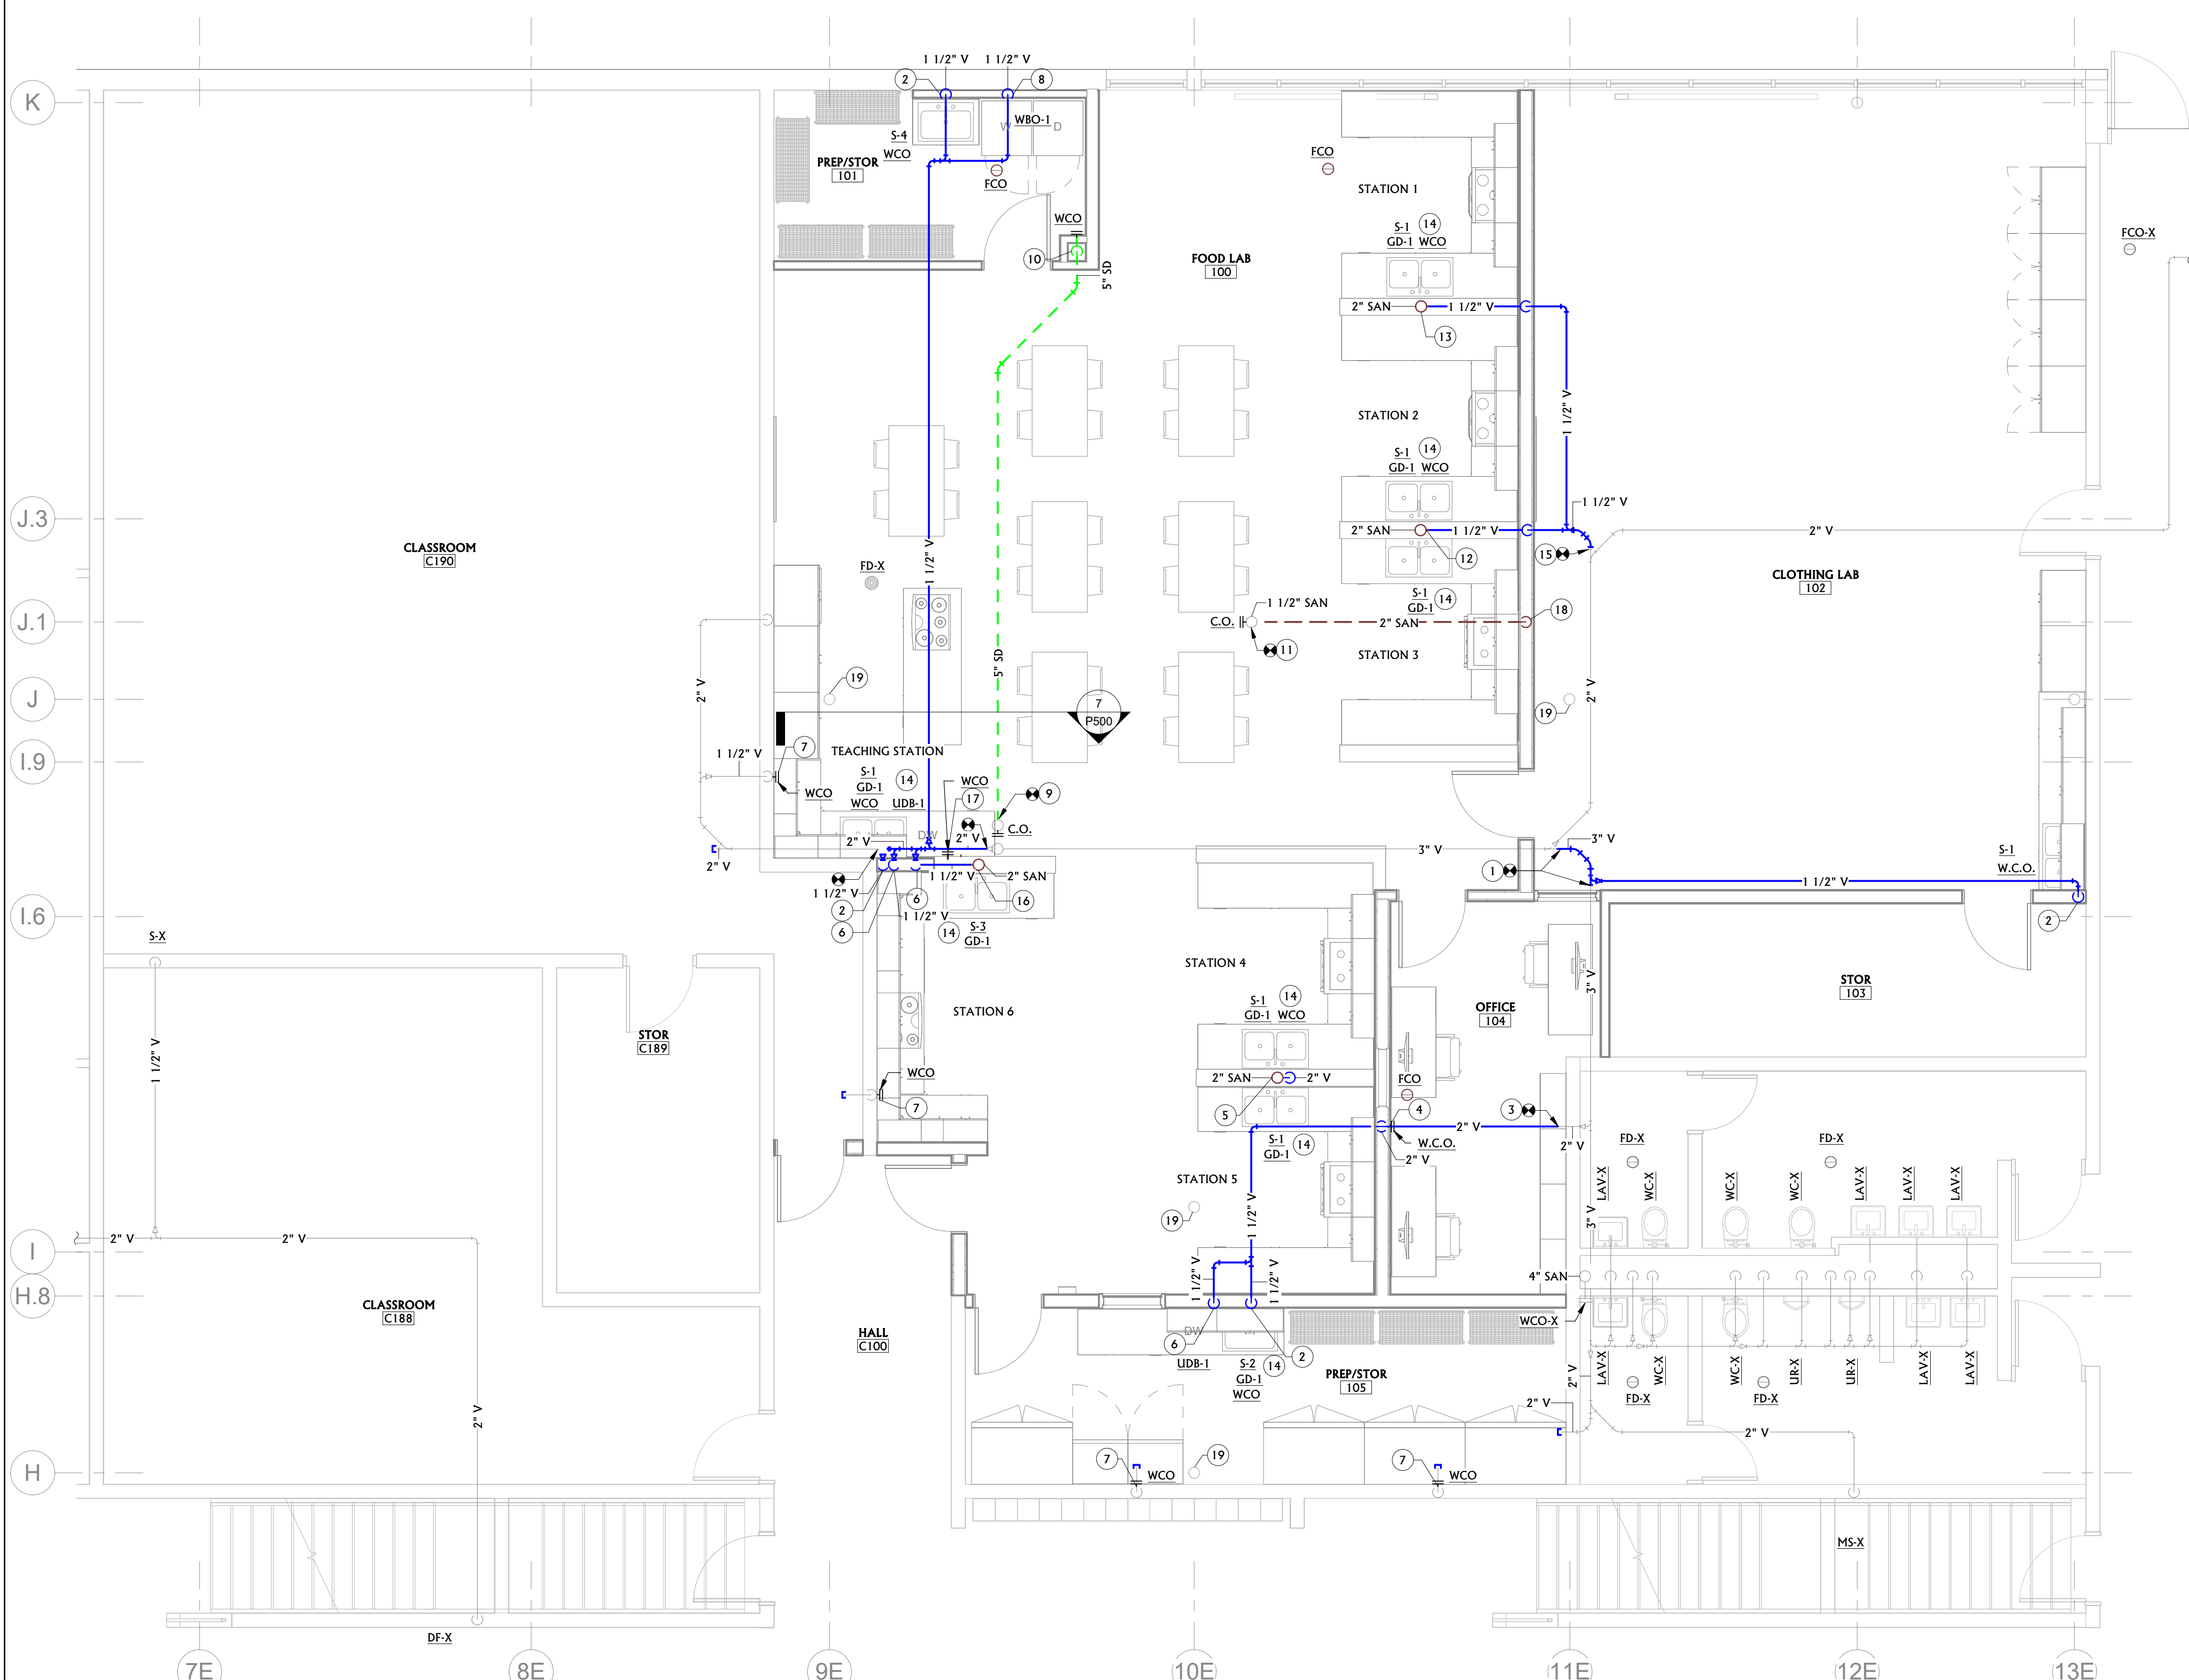 1 1/2" V
1 1/2" V
2
8
K
S-4
WCO
W
WBO-1
D
PREP/STOR
101
FCO
FCO
STATION 1
WCO
10
5" SD
FOOD LAB
100
S-1
14
GD-1
WCO
FCO-X
2" SAN
1 1/2" V
13
STATION 2
1 1/2" V
S-1
14
GD-1
WCO
J.3
1 1/2" V
2" SAN
1 1/2" V
2" V
12
15
CLASSROOM
C190
1 1/2" V
FD-X
CLOTHING LAB
102
S-1
GD-1
14
J.1
C.O.
1 1/2" SAN
2" SAN
18
11
STATION 3
5" SD
19
2" V
J
2" V
19
7
P500
I.9
1 1/2" V
7
TEACHING STATION
S-1
GD-1
14
WCO
WCO
UDB-1
WCO
17
9
C.O.
DW
2" V
2" V
2" V
3" V
3" V
1
S-1
W.C.O.
1 1/2" V
1 1/2" V
2" SAN
1 1/2" V
2
6
16
1 1/2" V
6
14
S-3
GD-1
2
I.6
S-X
STATION 4
3" V
STOR
103
S-1
14
GD-1
WCO
OFFICE
104
STATION 6
STOR
C189
1 1/2" V
WCO
7
2" SAN
2" V
FCO
5
4
3
2" V
W.C.O.
2" V
2" V
S-1
GD-1
14
FD-X
FD-X
STATION 5
LAV-X
WC-X
WC-X
WC-X
LAV-X
LAV-X
LAV-X
19
1 1/2" V
3" V
I
2" V
2" V
1 1/2" V
1 1/2" V
4" SAN
H.8
CLASSROOM
C188
HALL
C100
WCO-X
DW
6
2
UDB-1
S-2
14
GD-1
WCO
PREP/STOR
105
2" V
LAV-X
WC-X
WC-X
UR-X
UR-X
LAV-X
LAV-X
FD-X
FD-X
2" V
2" V
2" V
H
7
WCO
19
7
WCO
MS-X
DF-X
7E
8E
9E
10E
11E
12E
13E